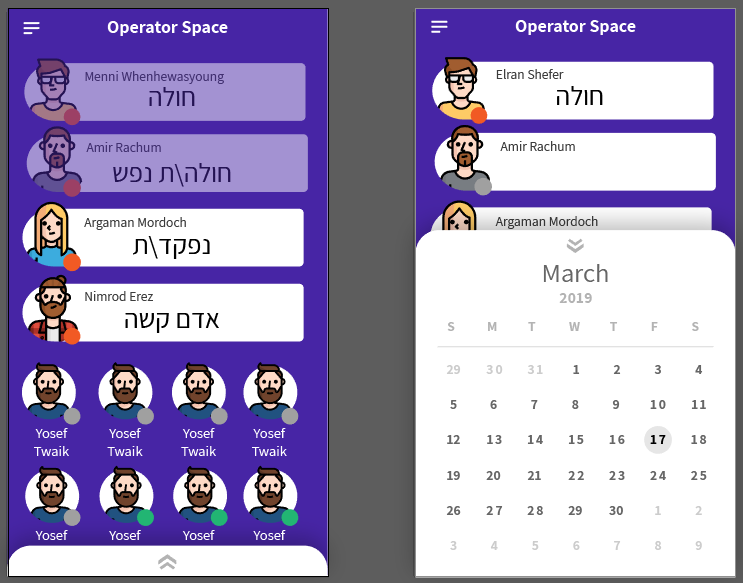 Operator Space
Menni Whenhewasyoung
חולה
Amir Rachum
חולה\ת נפש
Argaman Mordoch
נפקד\ת
Nimrod Erez
אדם קשה
Yosef Yosef Yosef Yosef
Twaik Twaik Twaik Twaik
Yosef Yosef Yosef Yosef
Operator Space
Elran Shefer
חולה
Amir Rachum
Argaman Mordoch
March
2019
S M T W T F S
29 30 31 1 2 3 4
5 6 7 8 9 10 11
12 13 14 15 16 17 18
19 20 21 22 23 24 25
26 27 28 29 30 1 2
3 4 5 6 7 8 9